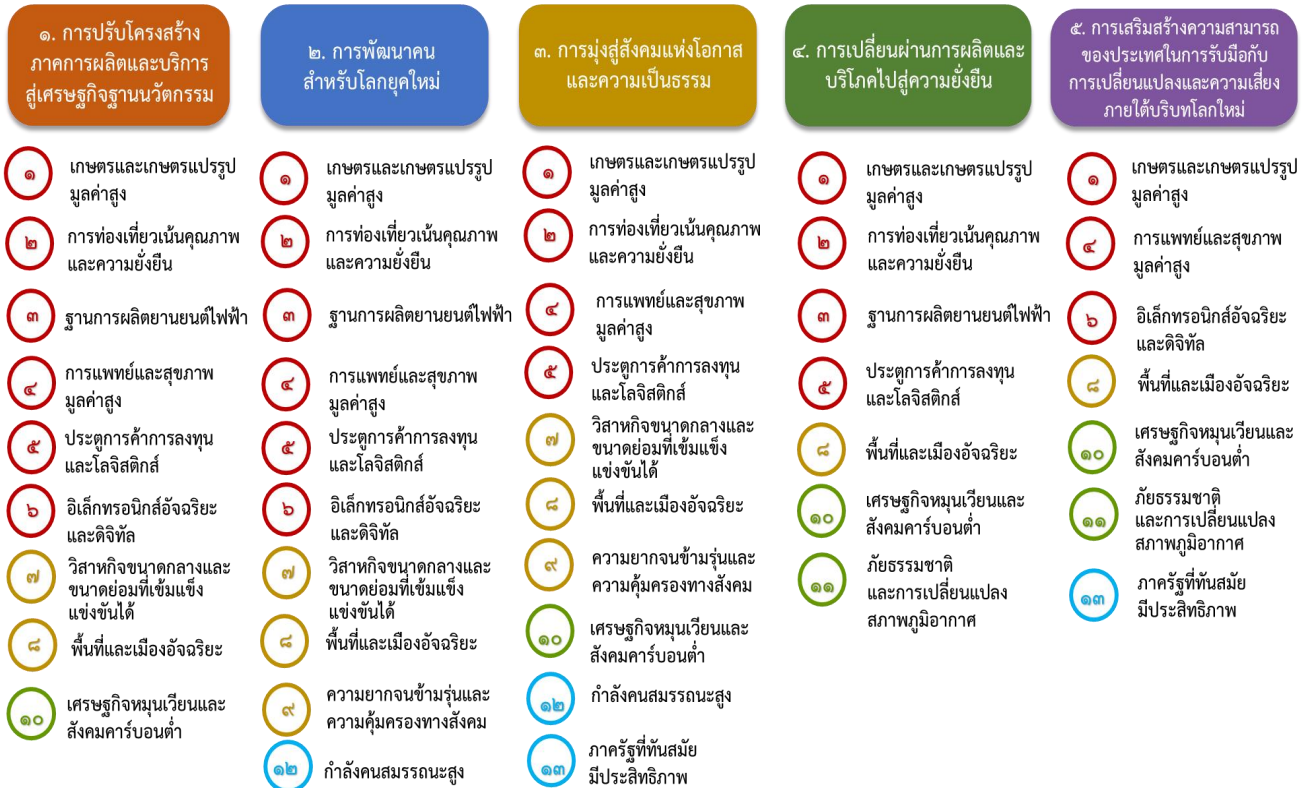 ๑. การปรับโครงสร้าง
ภาคการผลิตและบริการ
สู่เศรษฐกิจฐานนวัตกรรม
๑
เกษตรและเกษตรแปรรูป
มูลค่าสูง
๒
การท่องเที่ยวเน้นคุณภาพ
และความยั่งยืน
๓
ฐานการผลิตยานยนต์ไฟฟ้า
๔
การแพทย์และสุขภาพ
มูลค่าสูง
๕
ประตูการค้าการลงทุน
และโลจิสติกส์
๖
อิเล็กทรอนิกส์อัจฉริยะ
และดิจิทัล
๗
วิสาหกิจขนาดกลางและ
ขนาดย่อมที่เข้มแข็ง
แข่งขันได้
๘
พื้นที่และเมืองอัจฉริยะ
๑๐
เศรษฐกิจหมุนเวียนและ
สังคมคาร์บอนต่ำ
๒. การพัฒนาคน
สำหรับโลกยุคใหม่
๑
เกษตรและเกษตรแปรรูป
มูลค่าสูง
๒
การท่องเที่ยวเน้นคุณภาพ
และความยั่งยืน
๓
ฐานการผลิตยานยนต์ไฟฟ้า
๔
การแพทย์และสุขภาพ
มูลค่าสูง
๕
ประตูการค้าการลงทุน
และโลจิสติกส์
๖
อิเล็กทรอนิกส์อัจฉริยะ
และดิจิทัล
๗
วิสาหกิจขนาดกลางและ
ขนาดย่อมที่เข้มแข็ง
แข่งขันได้
๘
พื้นที่และเมืองอัจฉริยะ
๙
ความยากจนข้ามรุ่นและ
ความคุ้มครองทางสังคม
๑๒
กำลังคนสมรรถนะสูง
๓. การมุ่งสู่สังคมแห่งโอกาส
และความเป็นธรรม
๑
เกษตรและเกษตรแปรรูป
มูลค่าสูง
๒
การท่องเที่ยวเน้นคุณภาพ
และความยั่งยืน
๔
การแพทย์และสุขภาพ
มูลค่าสูง
๕
ประตูการค้าการลงทุน
และโลจิสติกส์
๗
วิสาหกิจขนาดกลางและ
ขนาดย่อมที่เข้มแข็ง
แข่งขันได้
๘
พื้นที่และเมืองอัจฉริยะ
๙
ความยากจนข้ามรุ่นและ
ความคุ้มครองทางสังคม
๑๐
เศรษฐกิจหมุนเวียนและ
สังคมคาร์บอนต่ำ
๑๒
กำลังคนสมรรถนะสูง
๑๓
ภาครัฐที่ทันสมัย
มีประสิทธิภาพ
๔. การเปลี่ยนผ่านการผลิตและ
บริโภคไปสู่ความยั่งยืน
๑
เกษตรและเกษตรแปรรูป
มูลค่าสูง
๒
การท่องเที่ยวเน้นคุณภาพ
และความยั่งยืน
๓
ฐานการผลิตยานยนต์ไฟฟ้า
๕
ประตูการค้าการลงทุน
และโลจิสติกส์
๘
พื้นที่และเมืองอัจฉริยะ
๑๐
เศรษฐกิจหมุนเวียนและ
สังคมคาร์บอนต่ำ
๑๑
ภัยธรรมชาติ
และการเปลี่ยนแปลง
สภาพภูมิอากาศ
๕. การเสริมสร้างความสามารถ
ของประเทศในการรับมือกับ
การเปลี่ยนแปลงและความเสี่ยง
ภายใต้บริบทโลกใหม่
๑
เกษตรและเกษตรแปรรูป
มูลค่าสูง
๔
การแพทย์และสุขภาพ
มูลค่าสูง
๖
อิเล็กทรอนิกส์อัจฉริยะ
และดิจิทัล
๘
พื้นที่และเมืองอัจฉริยะ
๑๐
เศรษฐกิจหมุนเวียนและ
สังคมคาร์บอนต่ำ
๑๑
ภัยธรรมชาติ
และการเปลี่ยนแปลง
สภาพภูมิอากาศ
๑๓
ภาครัฐที่ทันสมัย
มีประสิทธิภาพ